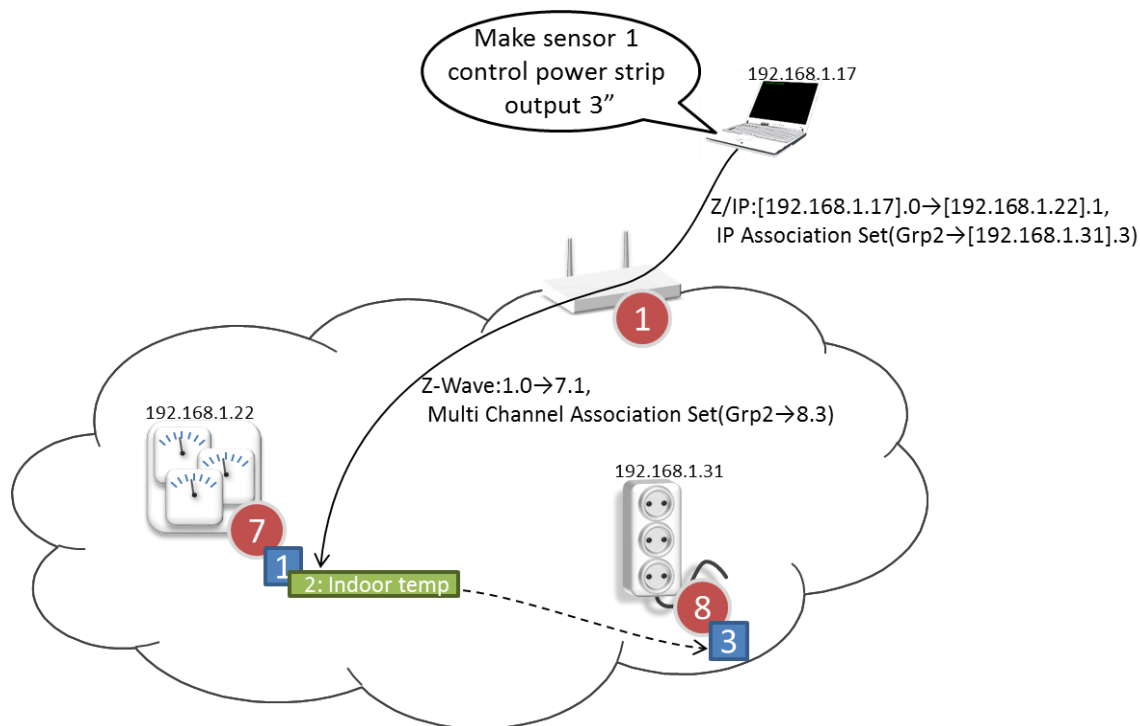 Make sensor 1
control power strip
output 3”
192.168.1.17
Z/IP:[192.168.1.17].0→[192.168.1.22].1,
IP Association Set(Grp2→[192.168.1.31].3)
1
Z-Wave:1.0→7.1,
Multi Channel Association Set(Grp2→8.3)
192.168.1.22
192.168.1.31
7
1
2: Indoor temp
8
3